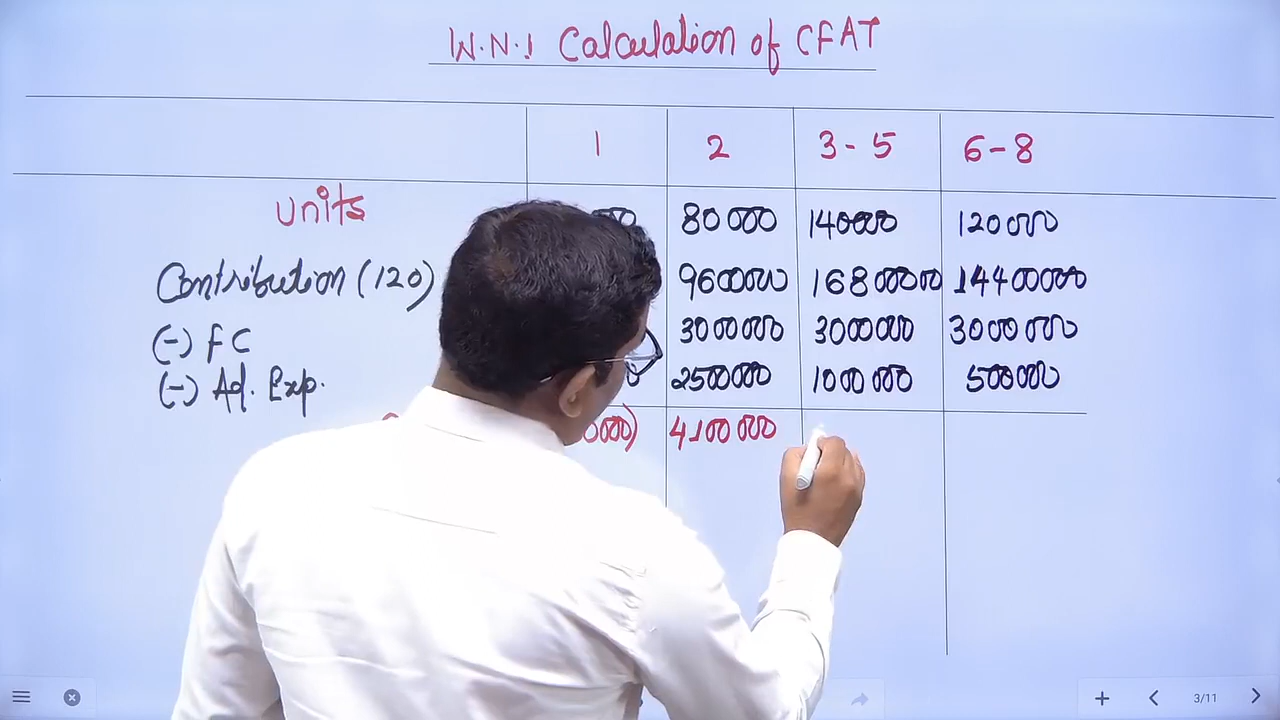 W.N.1 Calculation of CFAT
1 2 3-5 6-8
units 80000 140000 120000
Contribution (120) 9600000 16800000 14400000
(-) FC 3000000 3000000 3000000
(-) Ad. Exp. 2500000 1000000 500000
4100000
3/11